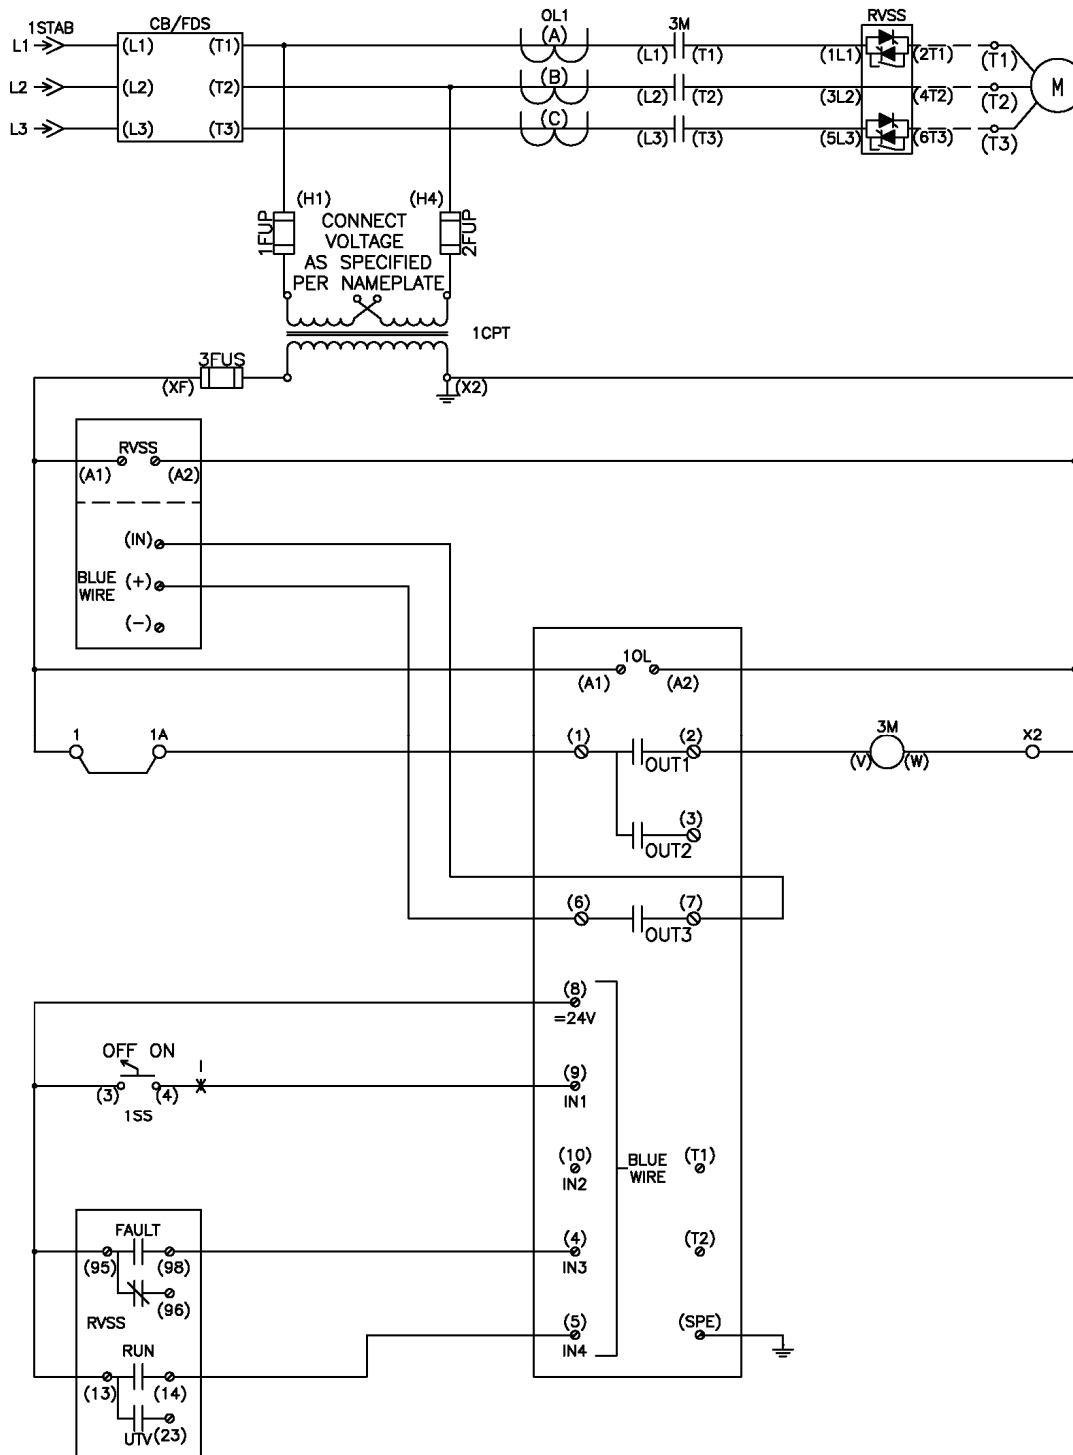 1STAB CB/FDS OL1 3M RVSS
L1 (L1) (T1) (A) (L1) (T1) (1L1) (2T1) (T1)
L2 (L2) (T2) (B) (L2) (T2) (3L2) (4T2) (T2) M
L3 (L3) (T3) (C) (L3) (T3) (5L3) (6T3) (T3)
(H1) (H4)
1FUP
2FUP
CONNECT
VOLTAGE
AS SPECIFIED
PER NAMEPLATE
1CPT
3FUS
(XF) (X2)
RVSS
(A1) (A2)
(IN)
BLUE
WIRE
(+)
(-)
1OL
(A1) (A2)
1 1A (1) (2) 3M X2
OUT1 (V) (W)
(3)
OUT2
(6) (7)
OUT3
(8)
=24V
OFF ON
(3) (4) I (9)
1SS IN1
(10) BLUE (T1)
IN2 WIRE
FAULT (4) (T2)
(95) (98) IN3
(96)
RVSS
(5) (SPE)
RUN IN4
(13) (14)
UTV (23)